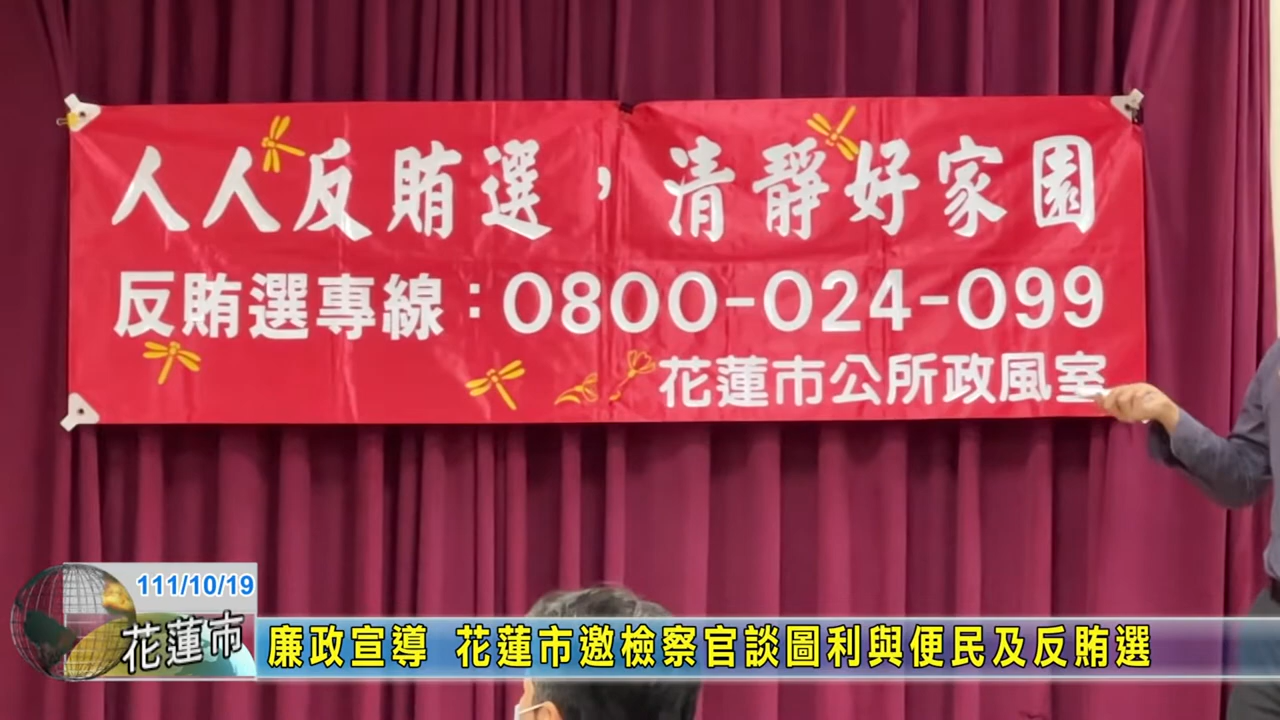 人人反賄選，清靜好家園
反賄選專線：0800-024-099
花蓮市公所政風室
111/10/19
花蓮市
廉政宣導 花蓮市邀檢察官談圖利與便民及反賄選